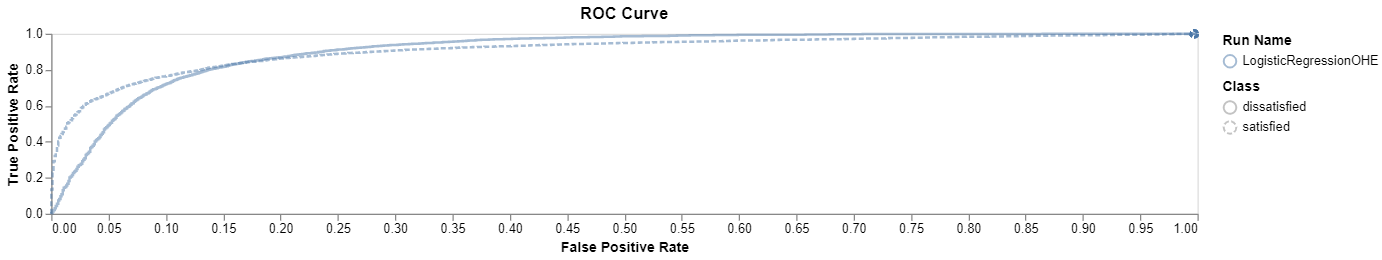 ROC Curve
True Positive Rate
1.0
0.8
0.6
0.4
0.2
0.0
0.00 0.05 0.10 0.15 0.20 0.25 0.30 0.35 0.40 0.45 0.50 0.55 0.60 0.65 0.70 0.75 0.80 0.85 0.90 0.95 1.00
False Positive Rate
Run Name
LogisticRegressionOHE
Class
dissatisfied
satisfied